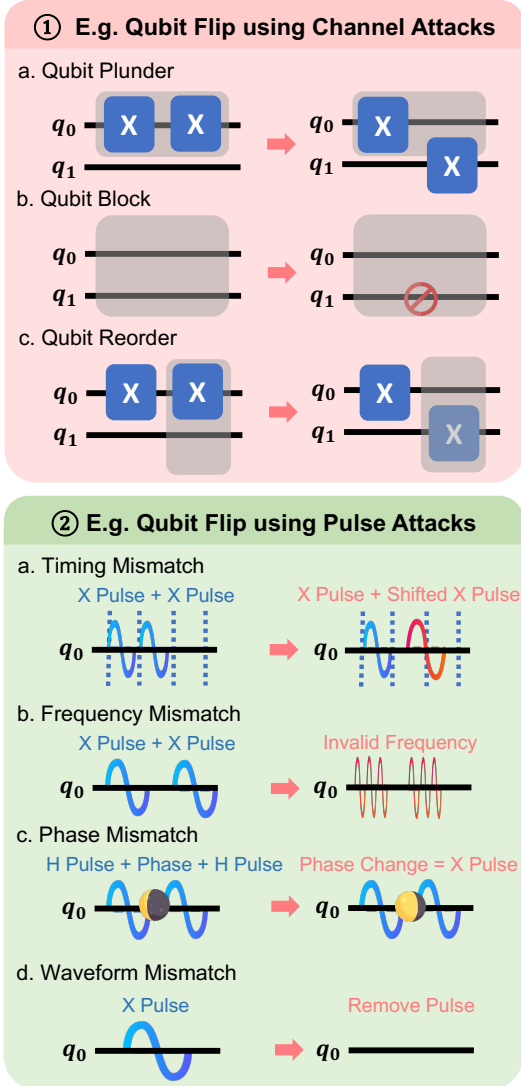 ① E.g. Qubit Flip using Channel Attacks
a. Qubit Plunder
q0 X X q0 X
q1 q1 X
b. Qubit Block
q0 q0
q1 q1
c. Qubit Reorder
q0 X X q0 X
q1 q1 X
② E.g. Qubit Flip using Pulse Attacks
a. Timing Mismatch
X Pulse + X Pulse X Pulse + Shifted X Pulse
q0 q0
b. Frequency Mismatch
X Pulse + X Pulse Invalid Frequency
q0 q0
c. Phase Mismatch
H Pulse + Phase + H Pulse Phase Change = X Pulse
q0 q0
d. Waveform Mismatch
X Pulse Remove Pulse
q0 q0